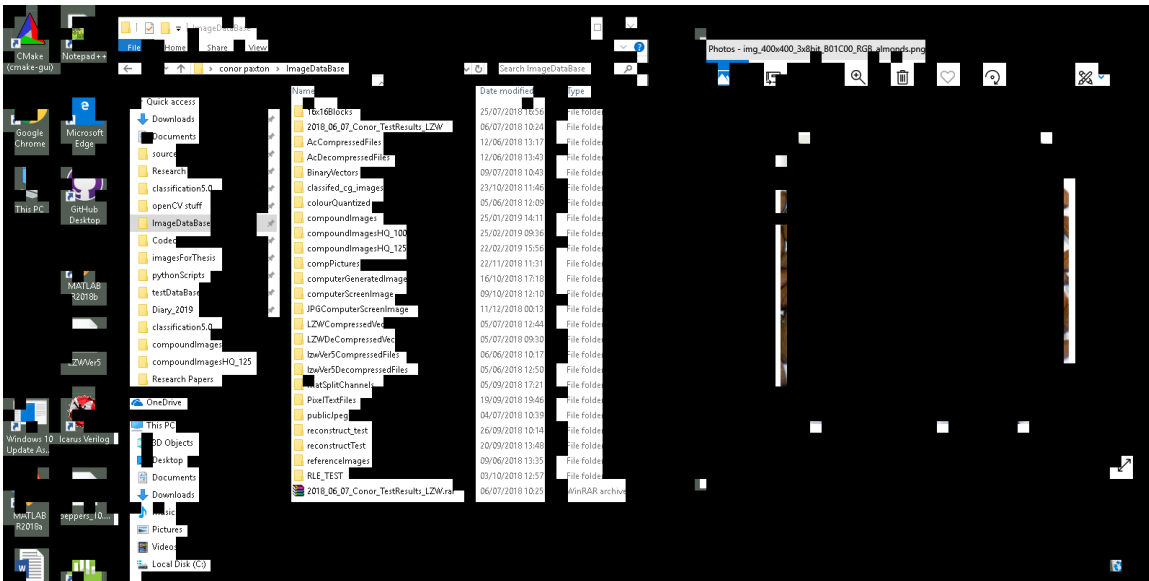 CMake
(cmake-gui)
Notepad++
Google
Chrome
Microsoft
Edge
This PC
GitHub
Desktop
MATLAB
R2018b
LZWVer5
Windows 10
Update As...
Icarus Verilog
MATLAB
R2018a
peppers_10....
ImageDataBase
File Home Share View
conor paxton > ImageDataBase
Search ImageDataBase
Quick access
Downloads
Documents
source
Research
classification5.0
openCV stuff
ImageDataBase
Codec
imagesForThesis
pythonScripts
testDataBase
Diary_2019
classification5.0
compoundImages
compoundImagesHQ_125
Research Papers
OneDrive
This PC
3D Objects
Desktop
Documents
Downloads
Music
Pictures
Videos
Local Disk (C:)
Name Date modified Type
16x16Blocks 25/07/2018 16:56 File folder
2018_06_07_Conor_TestResults_LZW 06/07/2018 10:24 File folder
AcCompressedFiles 12/06/2018 13:17 File folder
AcDecompressedFiles 12/06/2018 13:43 File folder
BinaryVectors 09/07/2018 10:43 File folder
classifed_cg_images 23/10/2018 11:46 File folder
colourQuantized 05/06/2018 12:09 File folder
compoundImages 25/01/2019 14:11 File folder
compoundImagesHQ_100 25/02/2019 09:36 File folder
compoundImagesHQ_125 22/02/2019 15:56 File folder
compPictures 22/11/2018 11:31 File folder
computerGeneratedImage 16/10/2018 17:18 File folder
computerScreenImage 09/10/2018 12:10 File folder
JPGComputerScreenImage 11/12/2018 00:13 File folder
LZWCompressedVec 05/07/2018 12:44 File folder
LZWDeCompressedVec 05/07/2018 09:30 File folder
lzwVer5CompressedFiles 06/06/2018 10:17 File folder
lzwVer5DecompressedFiles 05/06/2018 12:50 File folder
matSplitChannels 05/09/2018 17:21 File folder
PixelTextFiles 19/09/2018 19:46 File folder
publicJpeg 04/07/2018 10:39 File folder
reconstruct_test 26/09/2018 10:14 File folder
reconstructTest 20/09/2018 13:48 File folder
referenceImages 09/06/2018 13:35 File folder
RLE_TEST 03/10/2018 12:57 File folder
2018_06_07_Conor_TestResults_LZW.rar 06/07/2018 10:25 WinRAR archive
Photos - img_400x400_3x8bit_B01C00_RGB_almonds.png